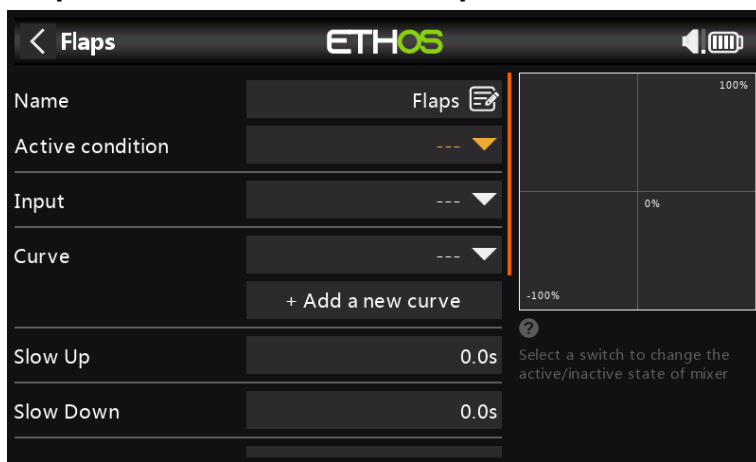 Flaps
ETHOS
Name
Flaps
Active condition
---
Input
---
Curve
---
+ Add a new curve
Slow Up
0.0s
Slow Down
0.0s
100%
0%
-100%
?
Select a switch to change the
active/inactive state of mixer